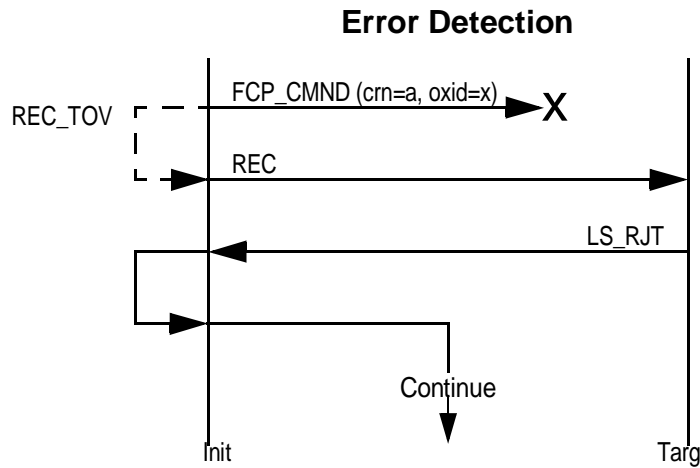 Error Detection
FCP_CMND (crn=a, oxid=x)
X
REC_TOV
REC
LS_RJT
Continue
Init
Targ